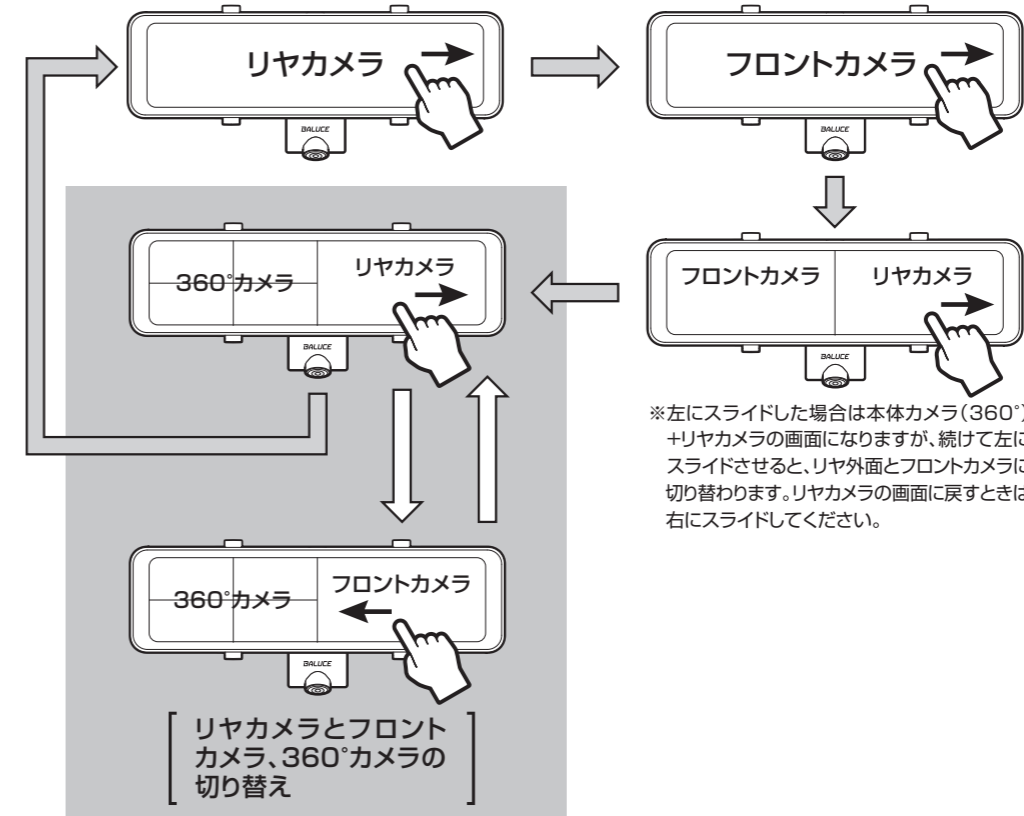 リヤカメラ
BALUCE
フロントカメラ
BALUCE
フロントカメラ
リヤカメラ
BALUCE
※左にスライドした場合は本体カメラ(360°)
+リヤカメラの画面になりますが、続けて左に
スライドさせると、リヤ外面とフロントカメラに
切り替わります。リヤカメラの画面に戻すときは
右にスライドしてください。
360°カメラ
リヤカメラ
BALUCE
360°カメラ
フロントカメラ
BALUCE
リヤカメラとフロント
カメラ、360°カメラの
切り替え